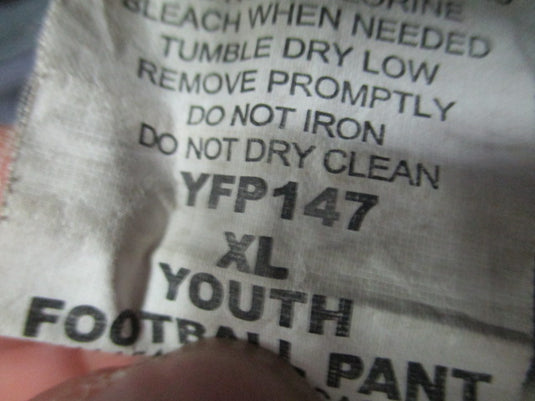 BLEACH WHEN NEEDED
TUMBLE DRY LOW
REMOVE PROMPTLY
DO NOT IRON
DO NOT DRY CLEAN
YFP147
XL
YOUTH
FOOTBALL PANT